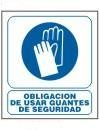 OBLIGACION
DE USAR GUANTES
DE SEGURIDAD